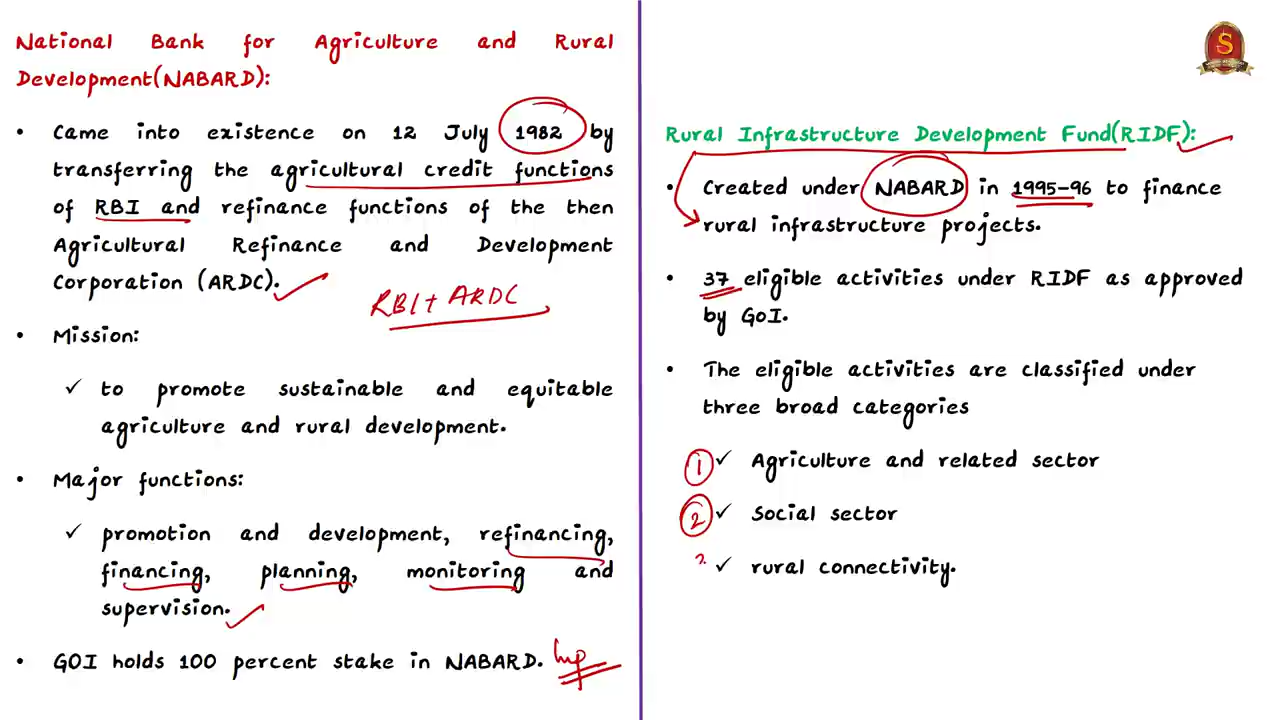 National Bank for Agriculture and Rural
Development(NABARD):
• Came into existence on 12 July 1982 by
transferring the agricultural credit functions
of RBI and refinance functions of the then
Agricultural Refinance and Development
Corporation (ARDC).
RBI + ARDC
• Mission:
✓ to promote sustainable and equitable
agriculture and rural development.
• Major functions:
✓ promotion and development, refinancing,
financing, planning, monitoring and
supervision.
• GOI holds 100 percent stake in NABARD. Imp
S
Rural Infrastructure Development Fund(RIDF):
• Created under NABARD in 1995-96 to finance
rural infrastructure projects.
• 37 eligible activities under RIDF as approved
by GoI.
• The eligible activities are classified under
three broad categories
1 ✓ Agriculture and related sector
2 ✓ Social sector
✓ rural connectivity.